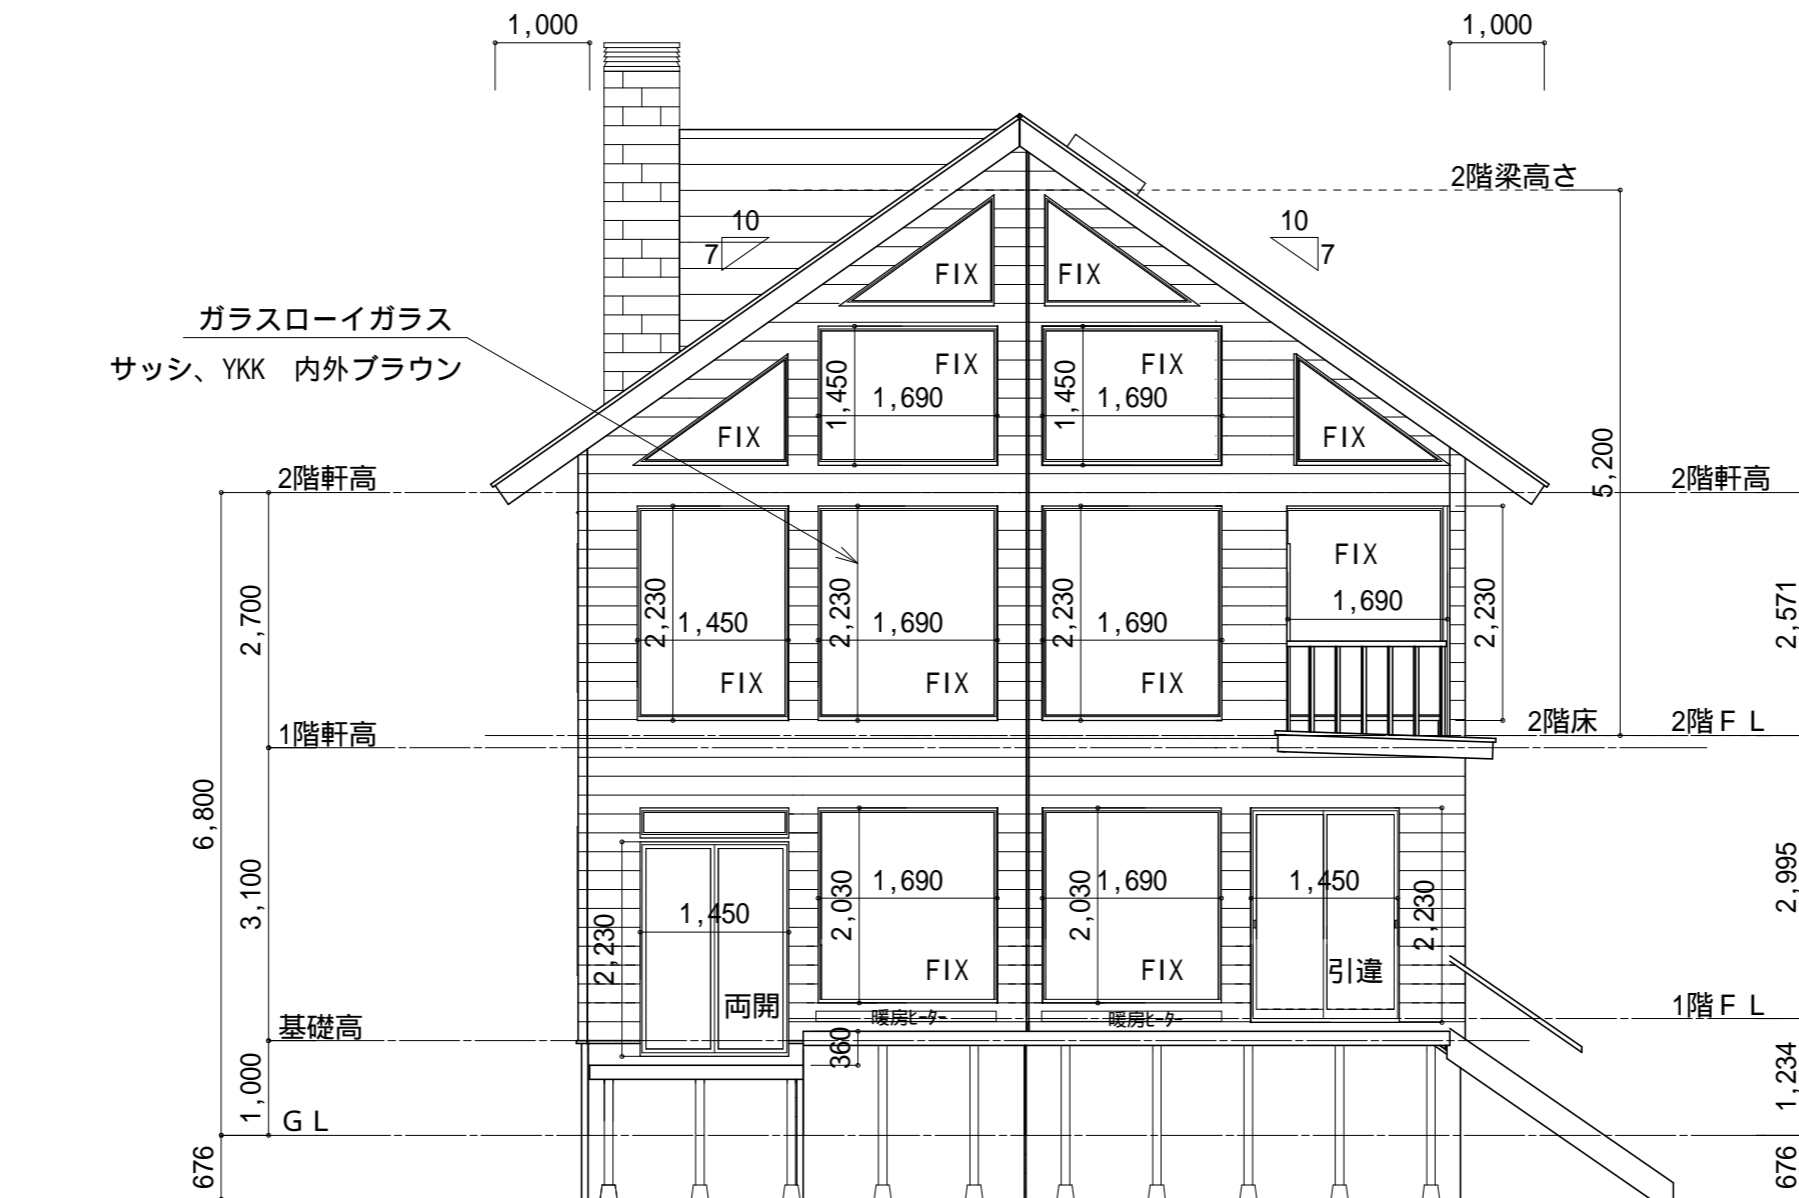 1,000
1,000
2階梁高さ
10
7
10
7
FIX
FIX
ガラスローイガラス
サッシ、YKK 内外ブラウン
FIX
FIX
1,450
1,690
1,450
1,690
FIX
FIX
5,200
2階軒高
2階軒高
FIX
2,700
2,230
1,450
2,230
1,690
2,230
1,690
1,690
2,230
2,571
FIX
FIX
FIX
1階軒高
2階床
2階ＦＬ
6,800
3,100
1,690
2,030
1,690
2,030
1,450
2,230
2,995
1,450
2,230
FIX
FIX
引違
両開
1階ＦＬ
暖房ﾋｰﾀｰ
暖房ﾋｰﾀｰ
基礎高
360
1,000
1,234
ＧＬ
676
676